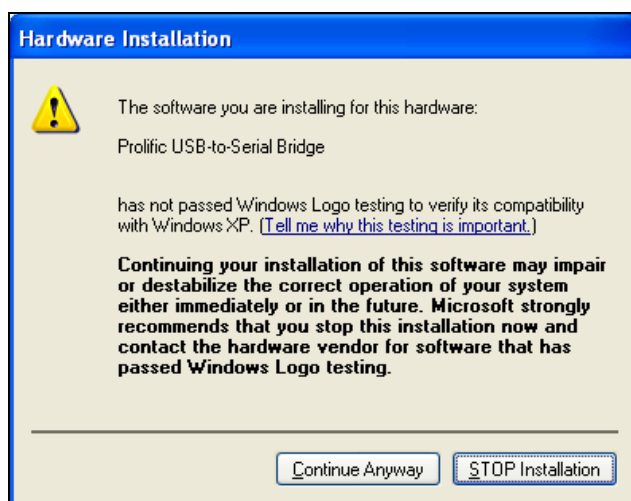 Hardware Installation
The software you are installing for this hardware:
Prolific USB-to-Serial Bridge
has not passed Windows Logo testing to verify its compatibility
with Windows XP. (Tell me why this testing is important.)
Continuing your installation of this software may impair
or destabilize the correct operation of your system
either immediately or in the future. Microsoft strongly
recommends that you stop this installation now and
contact the hardware vendor for software that has
passed Windows Logo testing.
Continue Anyway
STOP Installation